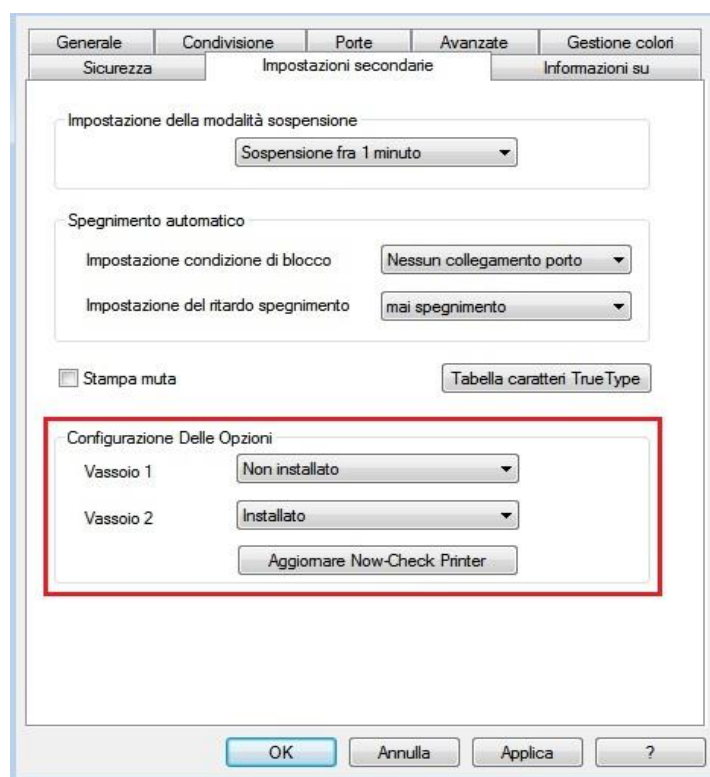 Generale Condivisione Porte Avanzate Gestione colori
Sicurezza Impostazioni secondarie Informazioni su
Impostazione della modalità sospensione
Sospensione fra 1 minuto
Spegnimento automatico
Impostazione condizione di blocco Nessun collegamento porto
Impostazione del ritardo spegnimento mai spegnimento
Stampa muta Tabella caratteri TrueType
Configurazione Delle Opzioni
Vassoio 1 Non installato
Vassoio 2 Installato
Aggiornare Now-Check Printer
OK Annulla Applica ?